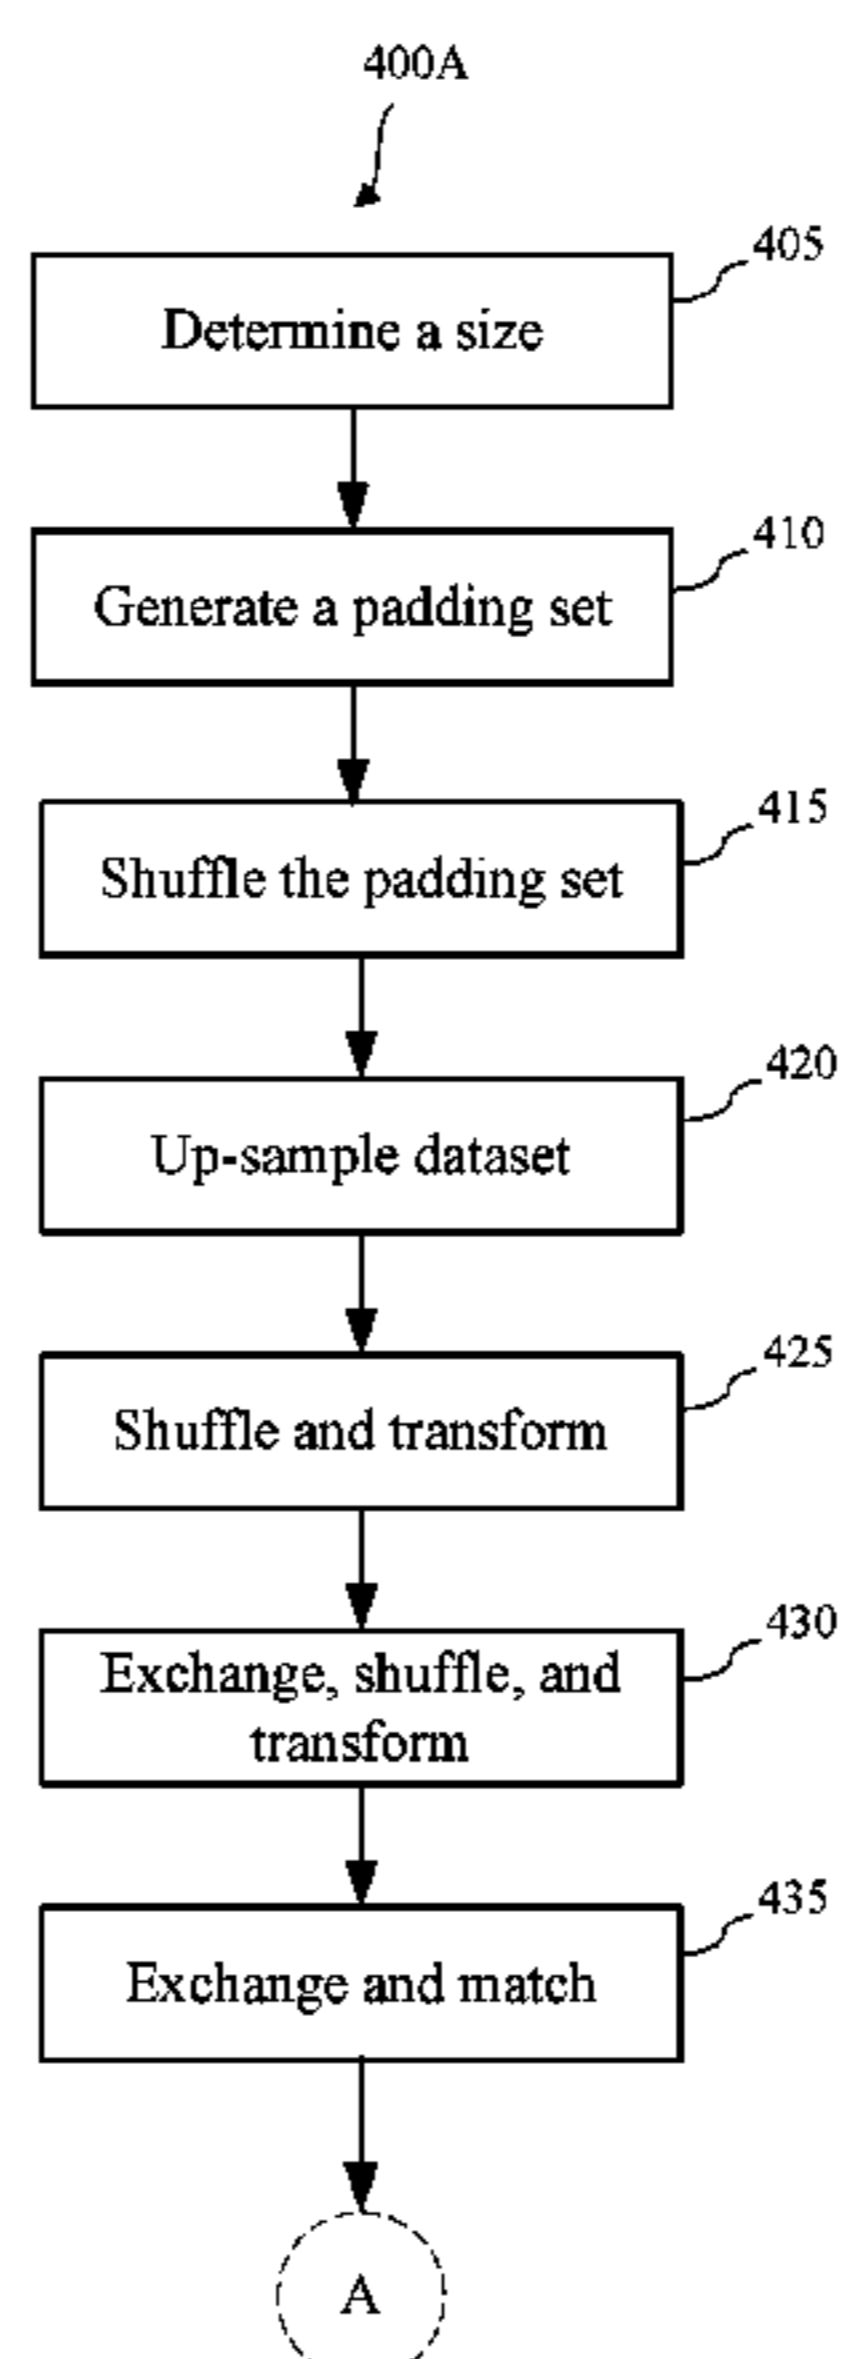 400A
405
Determine a size
410
Generate a padding set
415
Shuffle the padding set
420
Up-sample dataset
425
Shuffle and transform
430
Exchange, shuffle, and
transform
435
Exchange and match
A